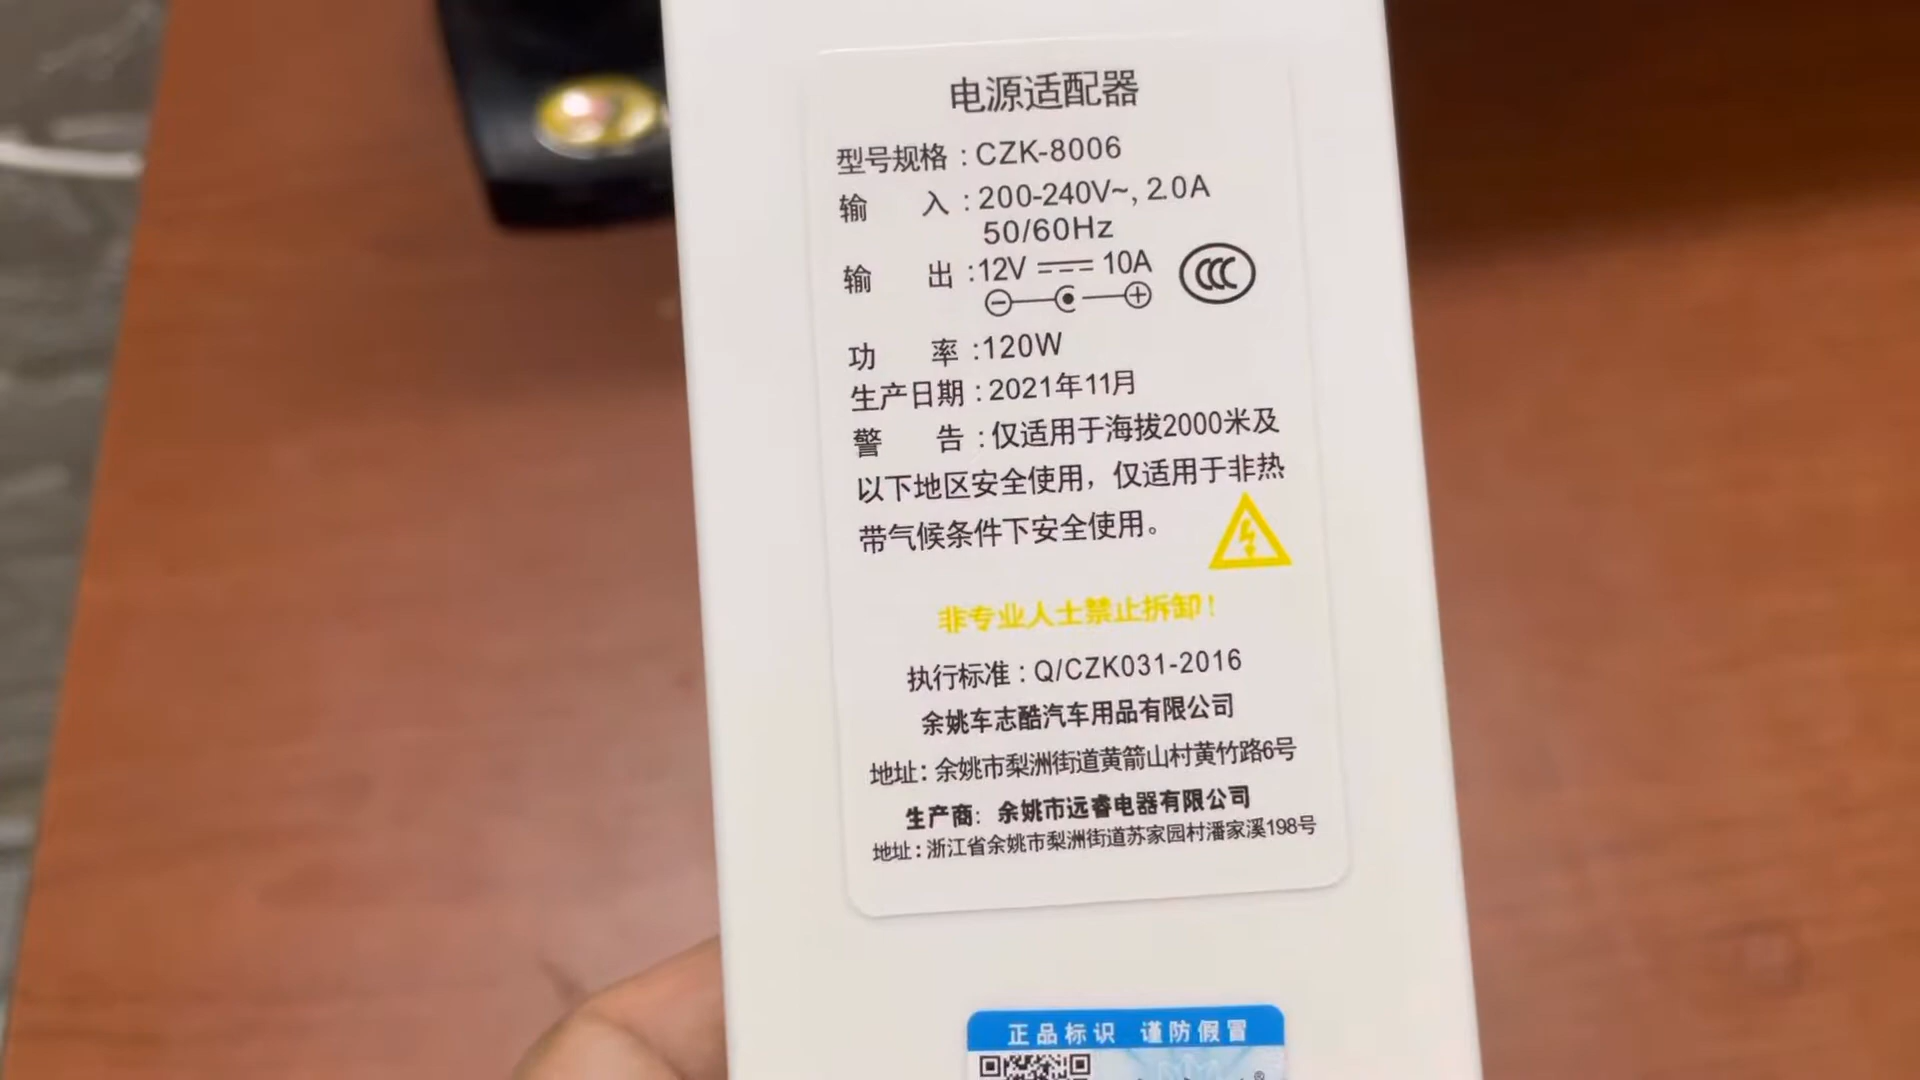 电源适配器
型号规格:CZK-8006
输入:200-240V~, 2.0A
50/60Hz
输出:12V 10A
CCC
功率:120W
生产日期:2021年11月
警告:仅适用于海拔2000米及
以下地区安全使用，仅适用于非热
带气候条件下安全使用。
非专业人士禁止拆卸!
执行标准:Q/CZK031-2016
余姚车志酷汽车用品有限公司
地址:余姚市梨洲街道黄箭山村黄竹路6号
生产商:余姚市远睿电器有限公司
地址:浙江省余姚市梨洲街道苏家园村潘家溪198号
正品标识 谨防假冒